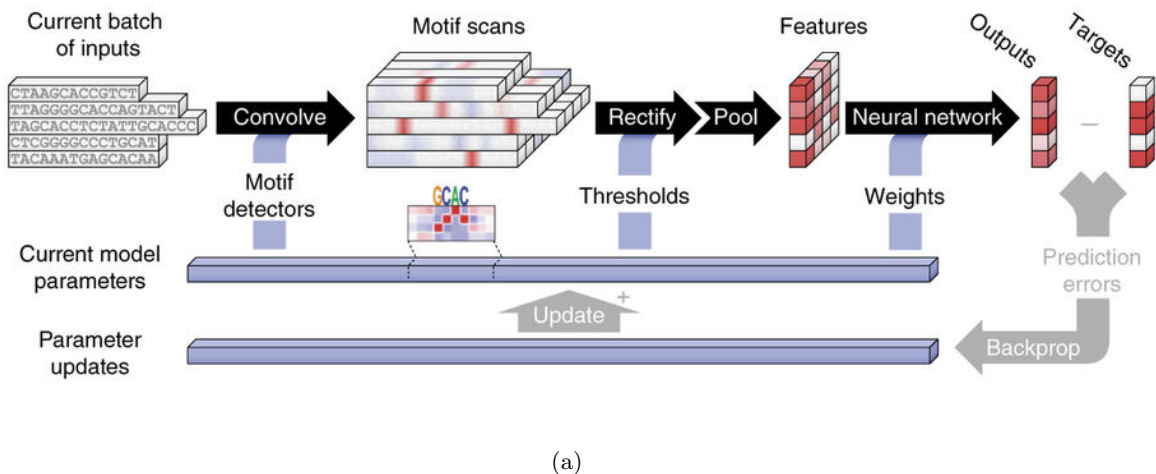 Current batch
of inputs
Motif scans
Features
Outputs
Targets
CTAAGCACCGTCT
TTAGGGGCACCAGTACT
TAGCACCTCTATTGCACCC
CTCGGGGCCCTGCAT
TACAAATGAGCACAA
Convolve
Rectify
Pool
Neural network
–
Motif
detectors
GCAC
Thresholds
Weights
Current model
parameters
Prediction
errors
Update
+
Parameter
updates
Backprop
(a)